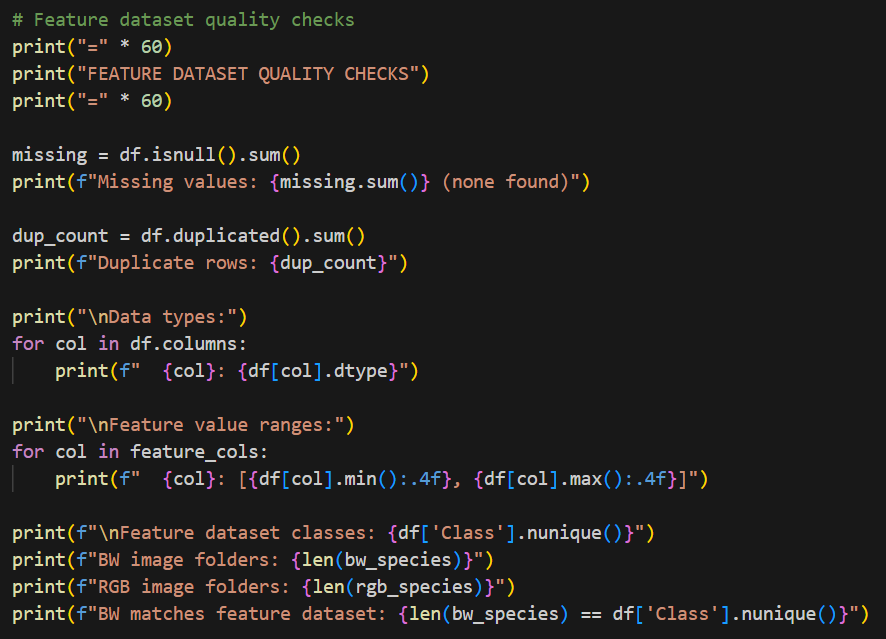 # Feature dataset quality checks
print("=" * 60)
print("FEATURE DATASET QUALITY CHECKS")
print("=" * 60)

missing = df.isnull().sum()
print(f"Missing values: {missing.sum()} (none found)")

dup_count = df.duplicated().sum()
print(f"Duplicate rows: {dup_count}")

print("\nData types:")
for col in df.columns:
    print(f"  {col}: {df[col].dtype}")

print("\nFeature value ranges:")
for col in feature_cols:
    print(f"  {col}: [{df[col].min():.4f}, {df[col].max():.4f}]")

print(f"\nFeature dataset classes: {df['Class'].nunique()}")
print(f"BW image folders: {len(bw_species)}")
print(f"RGB image folders: {len(rgb_species)}")
print(f"BW matches feature dataset: {len(bw_species) == df['Class'].nunique()}")